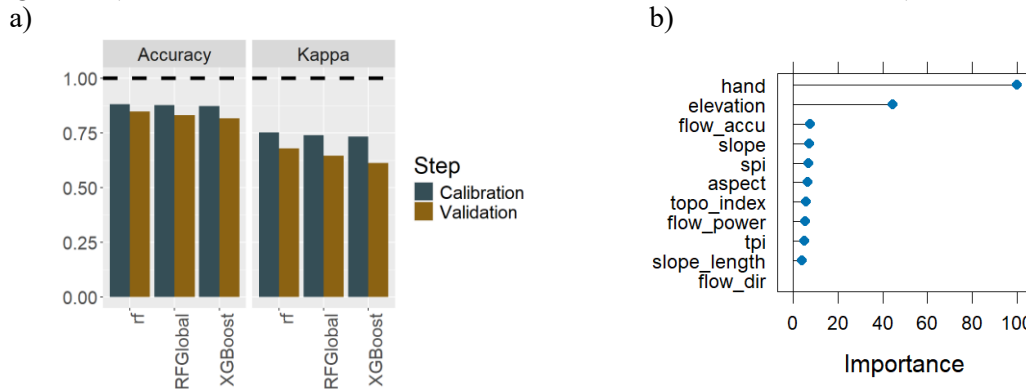 a)
b)
Accuracy
Kappa
1.00
0.75
0.50
0.25
0.00
rf
RFGlobal
XGBoost
rf
RFGlobal
XGBoost
Step
Calibration
Validation
hand
elevation
flow_accu
slope
spi
aspect
topo_index
flow_power
tpi
slope_length
flow_dir
0 20 40 60 80 100
Importance